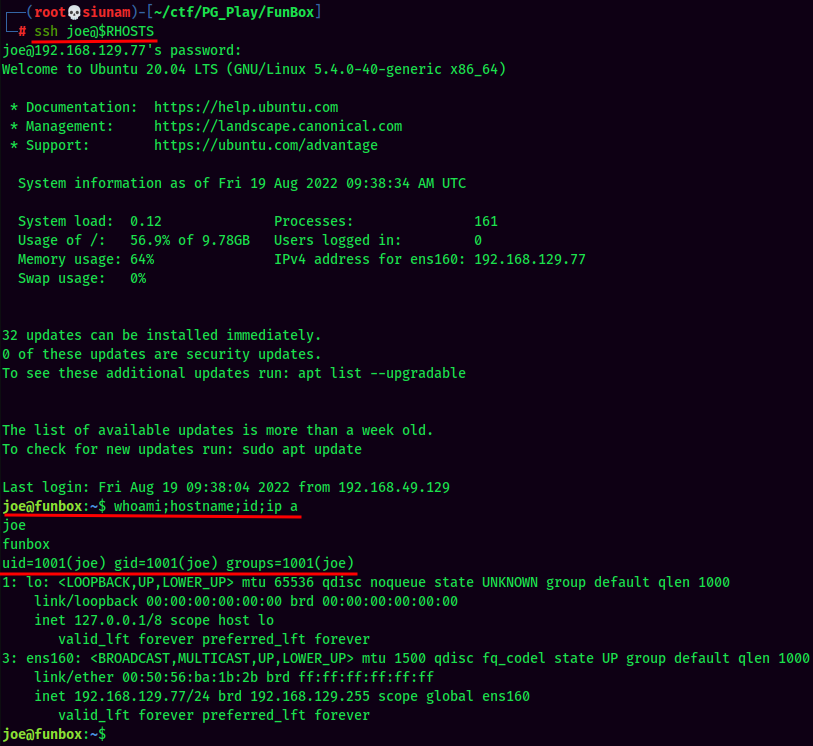 ┌──(root💀siunam)-[~/ctf/PG_Play/FunBox]
└─# ssh joe@$RHOSTS
joe@192.168.129.77's password:
Welcome to Ubuntu 20.04 LTS (GNU/Linux 5.4.0-40-generic x86_64)

 * Documentation:  https://help.ubuntu.com
 * Management:     https://landscape.canonical.com
 * Support:        https://ubuntu.com/advantage

  System information as of Fri 19 Aug 2022 09:38:34 AM UTC

  System load:  0.12              Processes:               161
  Usage of /:   56.9% of 9.78GB   Users logged in:         0
  Memory usage: 64%               IPv4 address for ens160: 192.168.129.77
  Swap usage:   0%


32 updates can be installed immediately.
0 of these updates are security updates.
To see these additional updates run: apt list --upgradable


The list of available updates is more than a week old.
To check for new updates run: sudo apt update

Last login: Fri Aug 19 09:38:04 2022 from 192.168.49.129
joe@funbox:~$ whoami;hostname;id;ip a
joe
funbox
uid=1001(joe) gid=1001(joe) groups=1001(joe)
1: lo: <LOOPBACK,UP,LOWER_UP> mtu 65536 qdisc noqueue state UNKNOWN group default qlen 1000
    link/loopback 00:00:00:00:00:00 brd 00:00:00:00:00:00
    inet 127.0.0.1/8 scope host lo
       valid_lft forever preferred_lft forever
3: ens160: <BROADCAST,MULTICAST,UP,LOWER_UP> mtu 1500 qdisc fq_codel state UP group default qlen 1000
    link/ether 00:50:56:ba:1b:2b brd ff:ff:ff:ff:ff:ff
    inet 192.168.129.77/24 brd 192.168.129.255 scope global ens160
       valid_lft forever preferred_lft forever
joe@funbox:~$